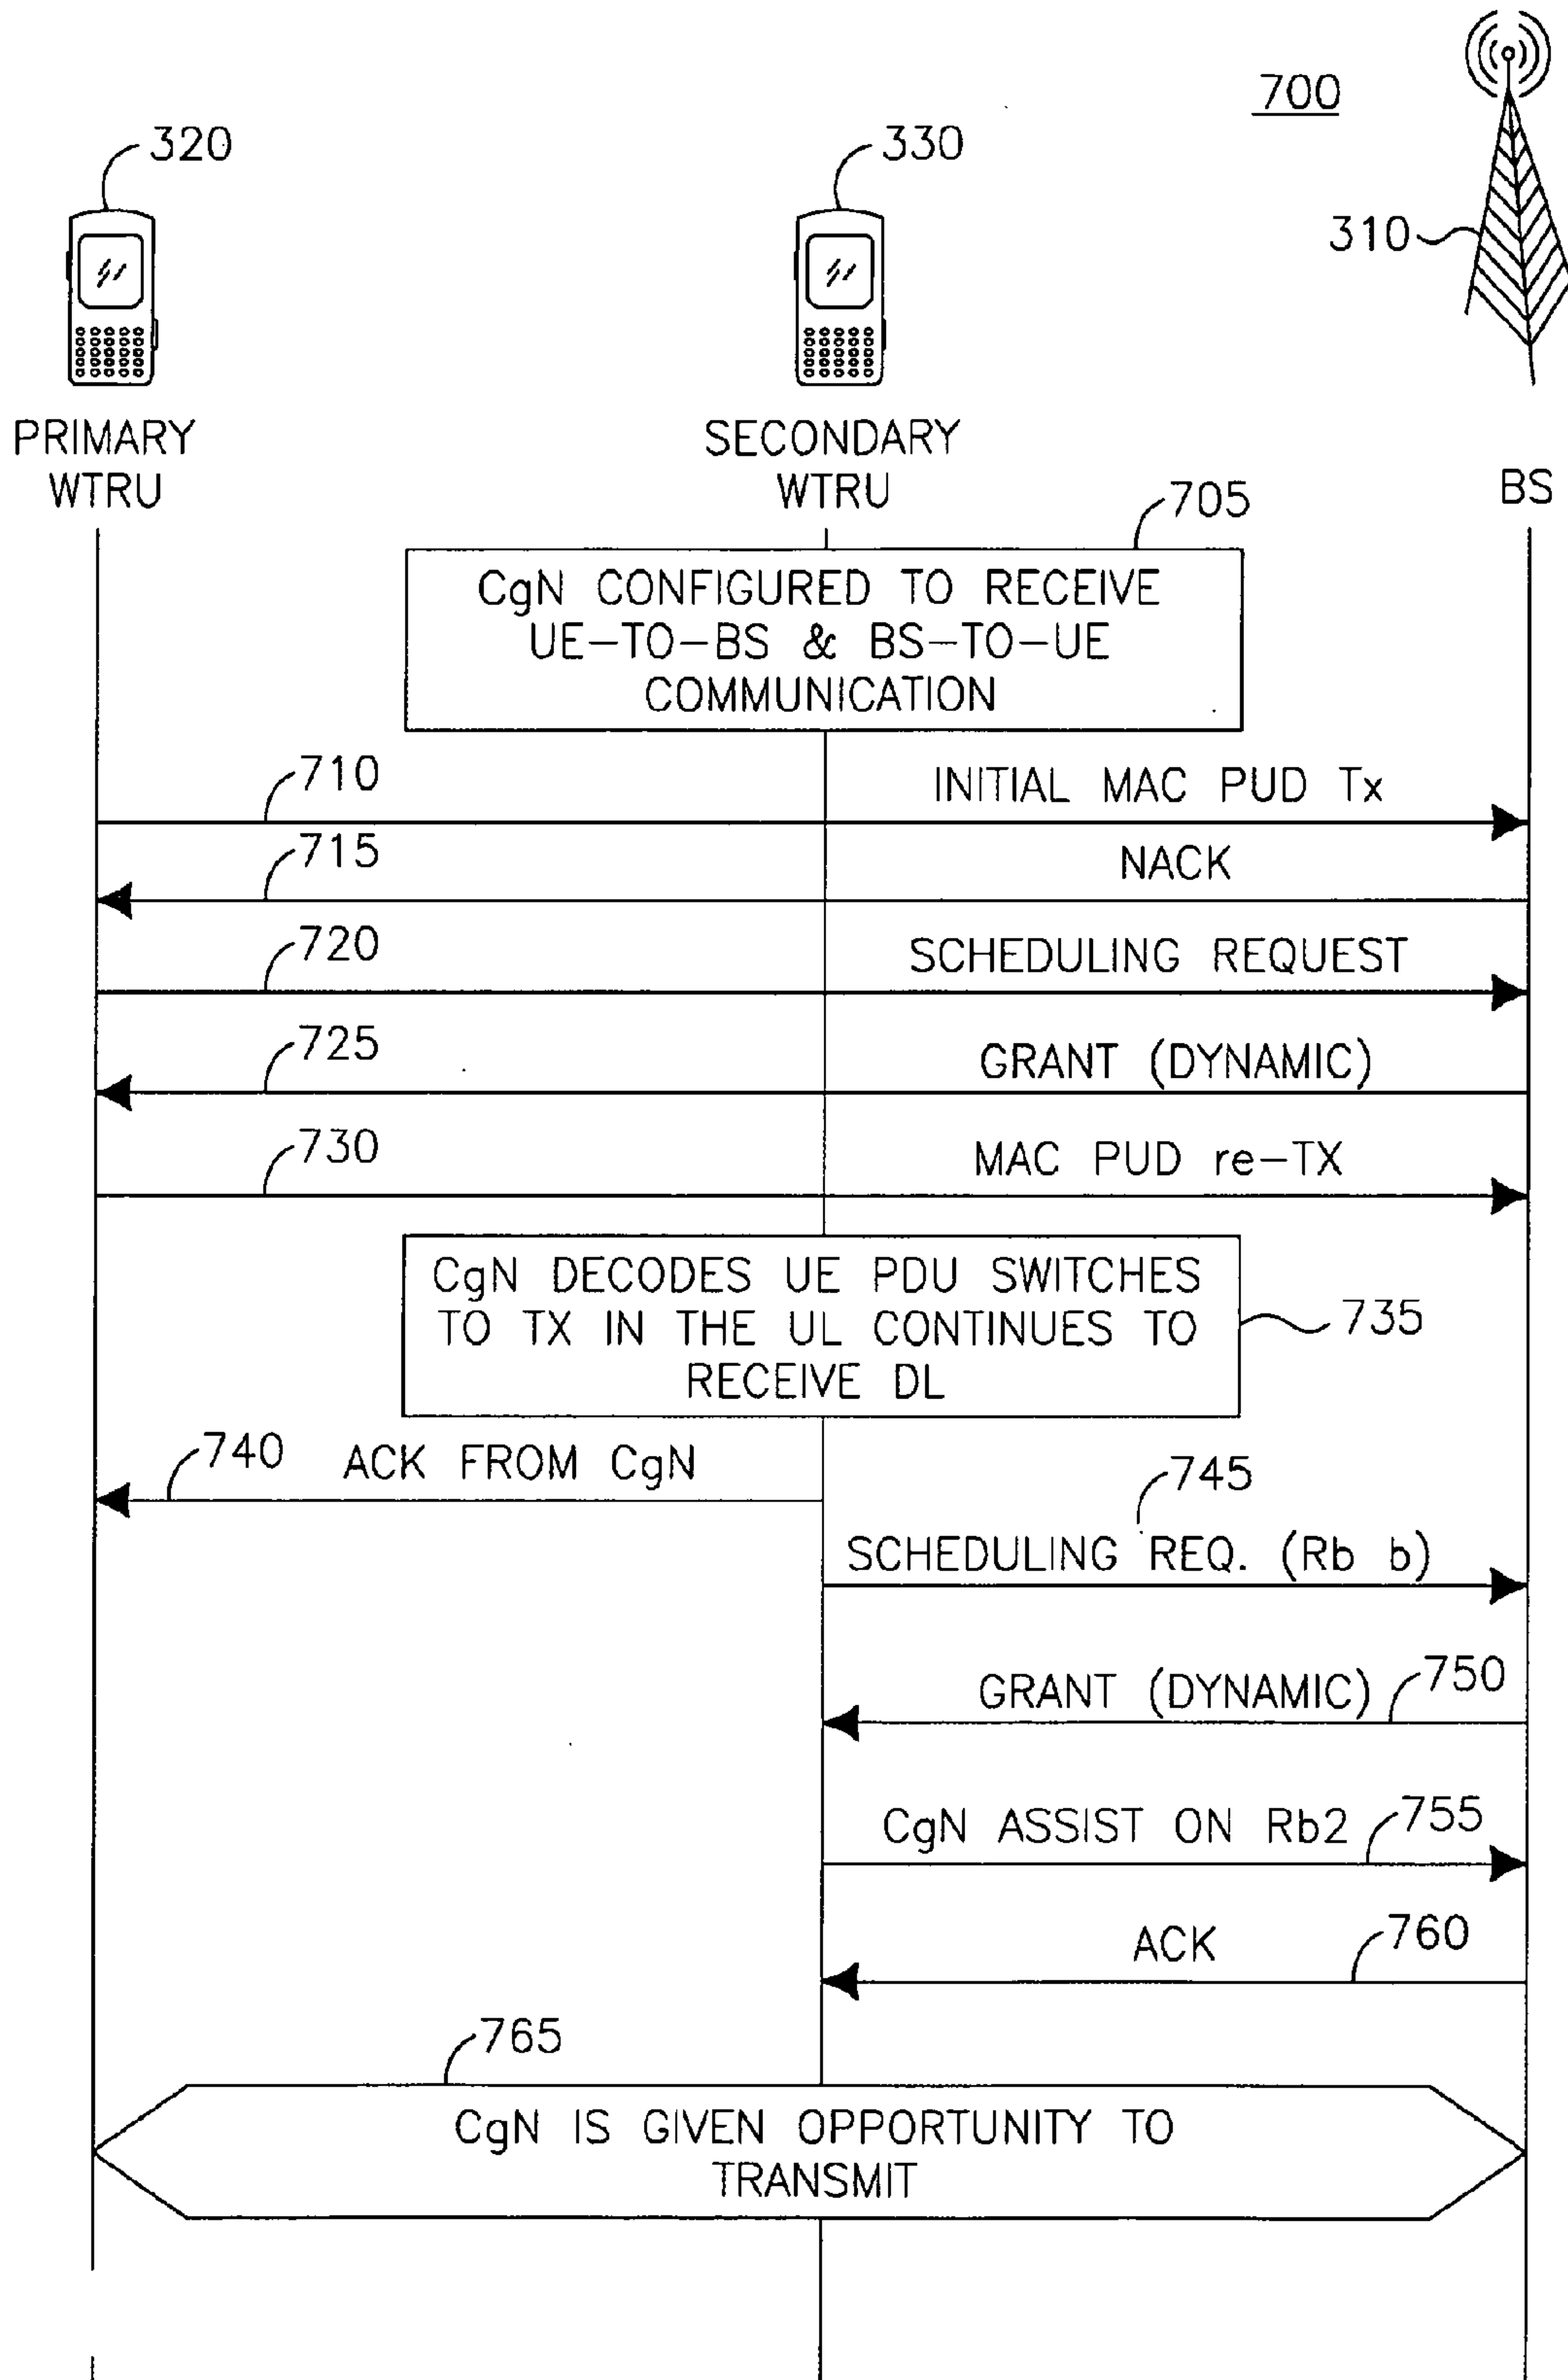 700
320
330
310
PRIMARY
WTRU
SECONDARY
WTRU
BS
705
CgN CONFIGURED TO RECEIVE
UE-TO-BS & BS-TO-UE
COMMUNICATION
710
INITIAL MAC PUD Tx
715
NACK
720
SCHEDULING REQUEST
725
GRANT (DYNAMIC)
730
MAC PUD re-TX
CgN DECODES UE PDU SWITCHES
TO TX IN THE UL CONTINUES TO
RECEIVE DL
735
740
ACK FROM CgN
745
SCHEDULING REQ. (Rb b)
GRANT (DYNAMIC)
750
CgN ASSIST ON Rb2
755
ACK
760
765
CgN IS GIVEN OPPORTUNITY TO
TRANSMIT